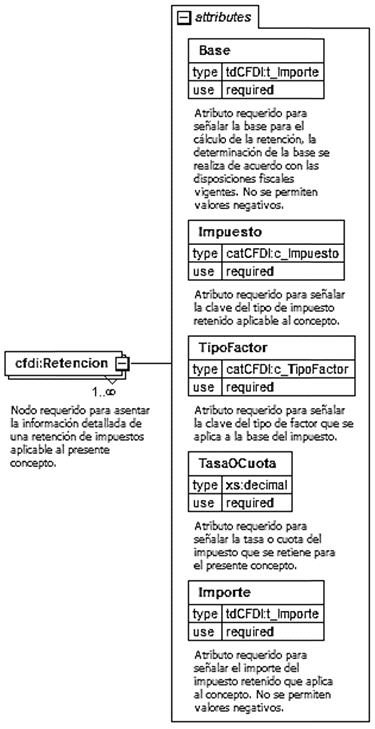 attributes
Base
type tdCFDI:t_Importe
use required
Atributo requerido para
señalar la base para el
cálculo de la retención, la
determinación de la base se
realiza de acuerdo con las
disposiciones fiscales
vigentes. No se permiten
valores negativos.
Impuesto
type catCFDI:c_Impuesto
use required
Atributo requerido para señalar
la clave del tipo de impuesto
retenido aplicable al concepto.
cfdi:Retencion
1..∞
Nodo requerido para asentar
la información detallada de
una retención de impuestos
aplicable al presente
concepto.
TipoFactor
type catCFDI:c_TipoFactor
use required
Atributo requerido para señalar
la clave del tipo de factor que se
aplica a la base del impuesto.
TasaOCuota
type xs:decimal
use required
Atributo requerido para
señalar la tasa o cuota del
impuesto que se retiene para
el presente concepto.
Importe
type tdCFDI:t_Importe
use required
Atributo requerido para
señalar el importe del
impuesto retenido que aplica
al concepto. No se permiten
valores negativos.